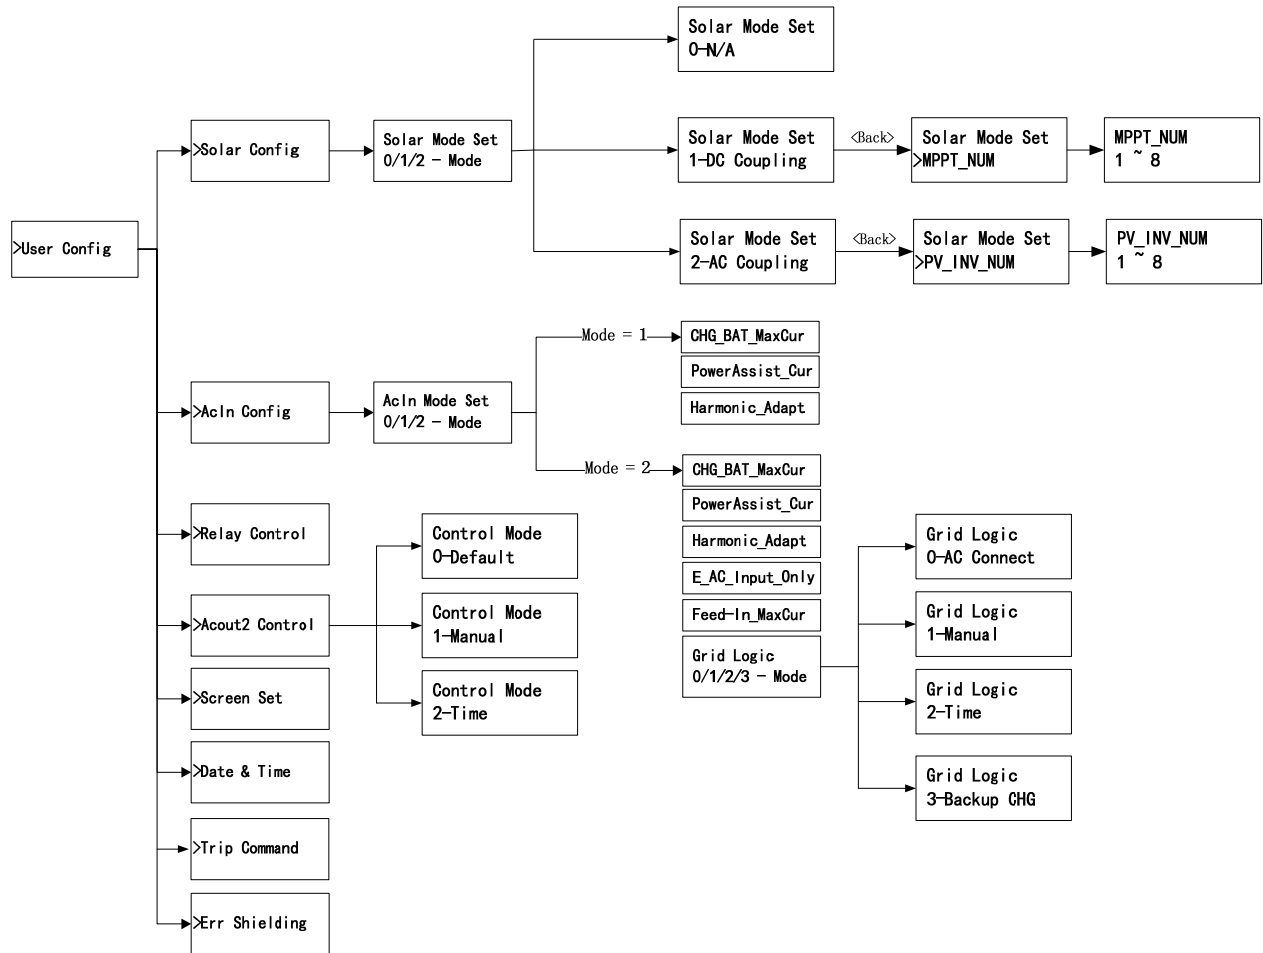 >User Config
>Solar Config
Solar Mode Set
0/1/2 - Mode
Solar Mode Set
0-N/A
Solar Mode Set
1-DC Coupling
<Back>
Solar Mode Set
>MPPT_NUM
MPPT_NUM
1 ~ 8
Solar Mode Set
2-AC Coupling
<Back>
Solar Mode Set
>PV_INV_NUM
PV_INV_NUM
1 ~ 8
>AcIn Config
AcIn Mode Set
0/1/2 - Mode
Mode = 1
CHG_BAT_MaxCur
PowerAssist_Cur
Harmonic_Adapt
Mode = 2
CHG_BAT_MaxCur
PowerAssist_Cur
Harmonic_Adapt
E_AC_Input_Only
Feed-In_MaxCur
Grid Logic
0/1/2/3 - Mode
Grid Logic
0-AC Connect
Grid Logic
1-Manual
Grid Logic
2-Time
Grid Logic
3-Backup CHG
>Relay Control
>Acout2 Control
Control Mode
0-Default
Control Mode
1-Manual
Control Mode
2-Time
>Screen Set
>Date & Time
>Trip Command
>Err Shielding